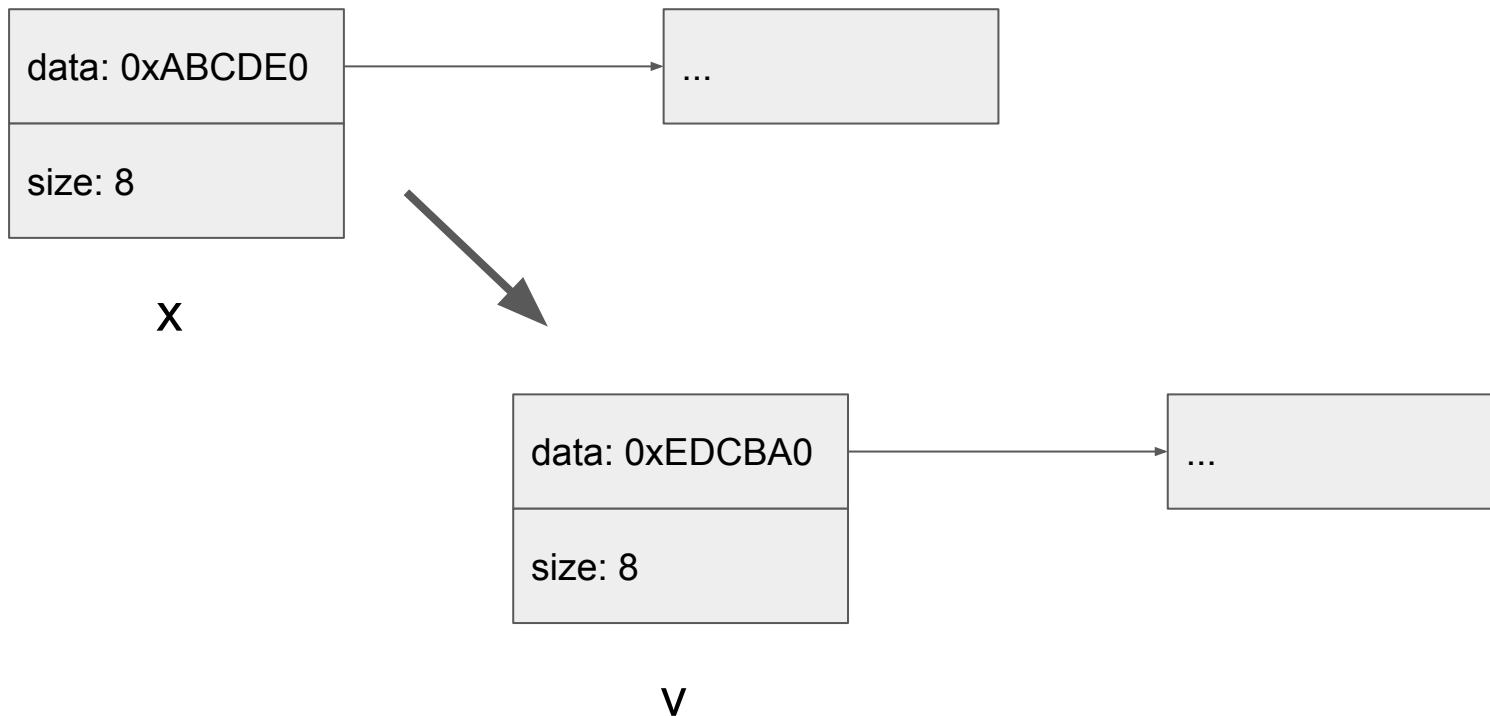 data: 0xABCDE0
...
size: 8
x
data: 0xEDCBA0
...
size: 8
v